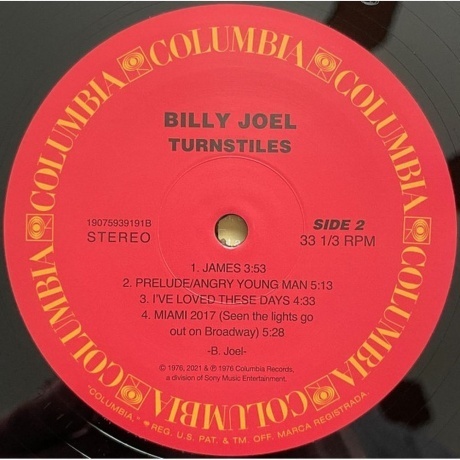 COLUMBIA COLUMBIA COLUMBIA COLUMBIA COLUMBIA COLUMBIA
BILLY JOEL
TURNSTILES
19075939191B
STEREO
SIDE 2
33 1/3 RPM
1. JAMES 3:53
2. PRELUDE/ANGRY YOUNG MAN 5:13
3. I'VE LOVED THESE DAYS 4:33
4. MIAMI 2017 (Seen the lights go
out on Broadway) 5:28
-B. Joel-
© 1976, 2021 & ℗ 1976 Columbia Records,
a division of Sony Music Entertainment.
"COLUMBIA," ® REG. U.S. PAT. & TM. OFF. MARCA REGISTRADA.